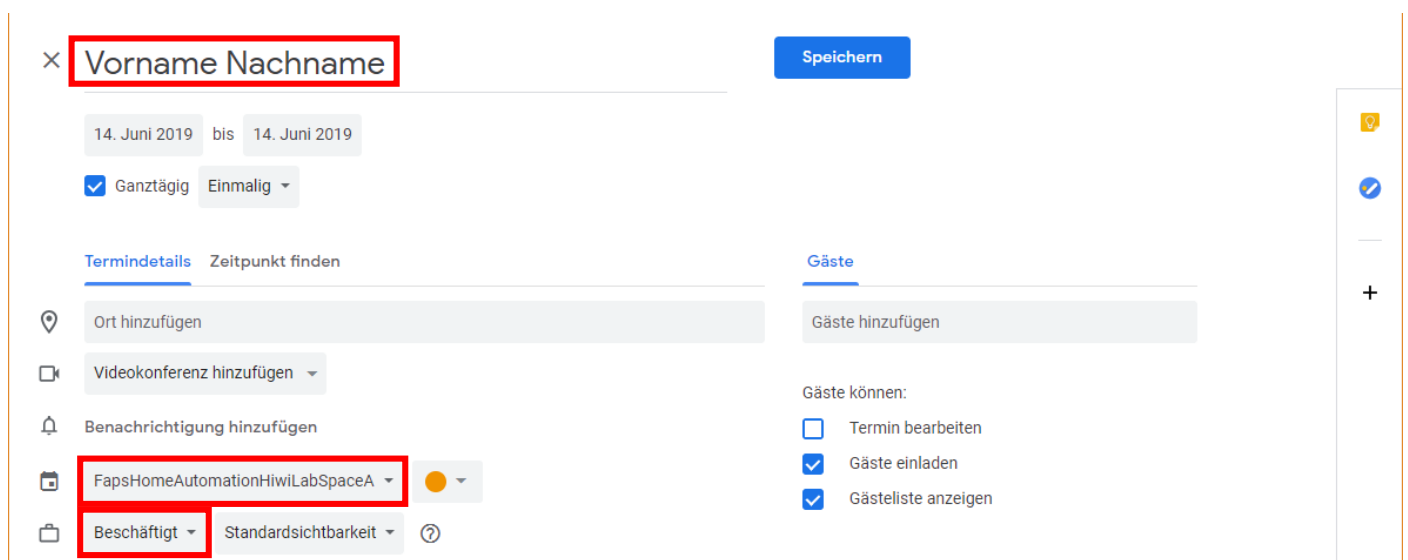 Vorname Nachname
Speichern
14. Juni 2019 bis 14. Juni 2019
Ganztägig Einmalig
Termindetails Zeitpunkt finden
Gäste
Ort hinzufügen
Gäste hinzufügen
Videokonferenz hinzufügen
Gäste können:
Benachrichtigung hinzufügen
Termin bearbeiten
FapsHomeAutomationHiwiLabSpaceA
Gäste einladen
Gästeliste anzeigen
Beschäftigt Standardsichtbarkeit